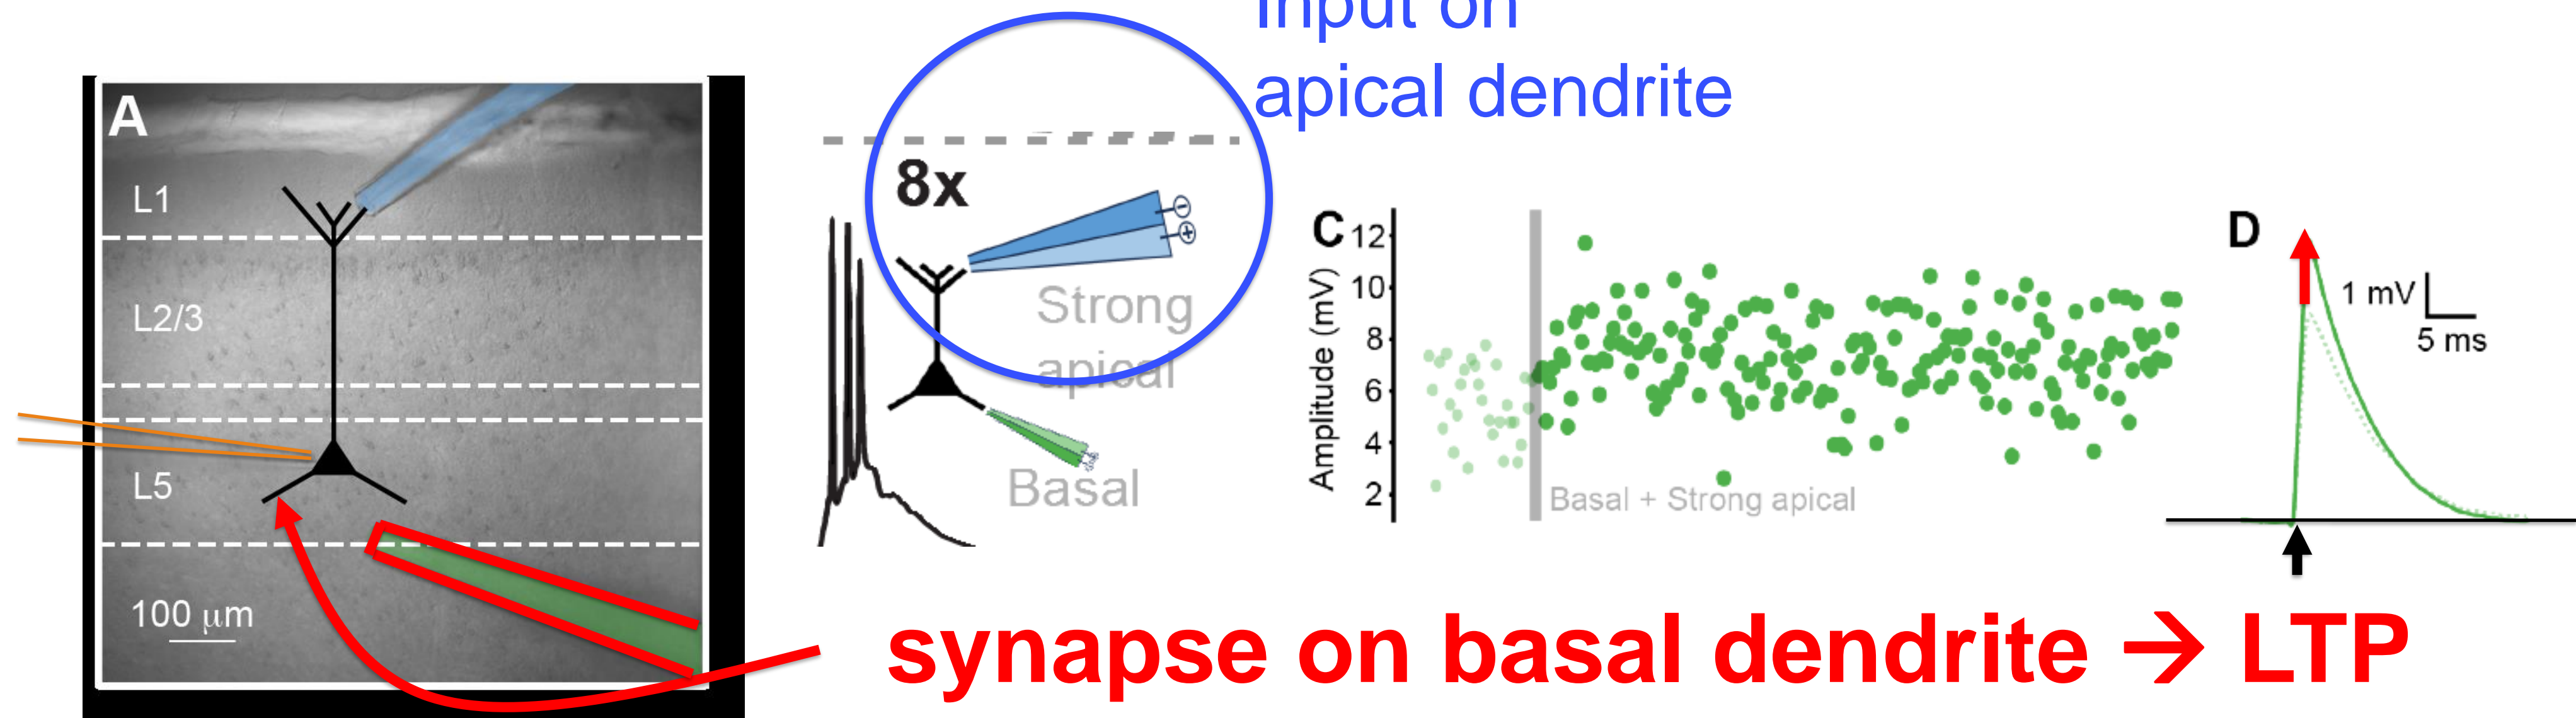 Input on
apical dendrite
A
L1
L2/3
L5
100 μm
8x
Strong
apical
Basal
C
Amplitude (mV)
12
10
8
6
4
2
Basal + Strong apical
D
1 mV
5 ms
synapse on basal dendrite → LTP